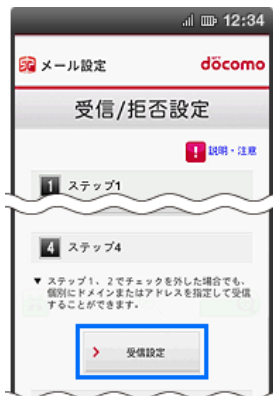 12:34
メール設定
döcomo
受信/拒否設定
! 説明・注意
1 ステップ1
4 ステップ4
▼ ステップ1、2でチェックを外した場合でも、
個別にドメインまたはアドレスを指定して受信
することができます。
受信設定